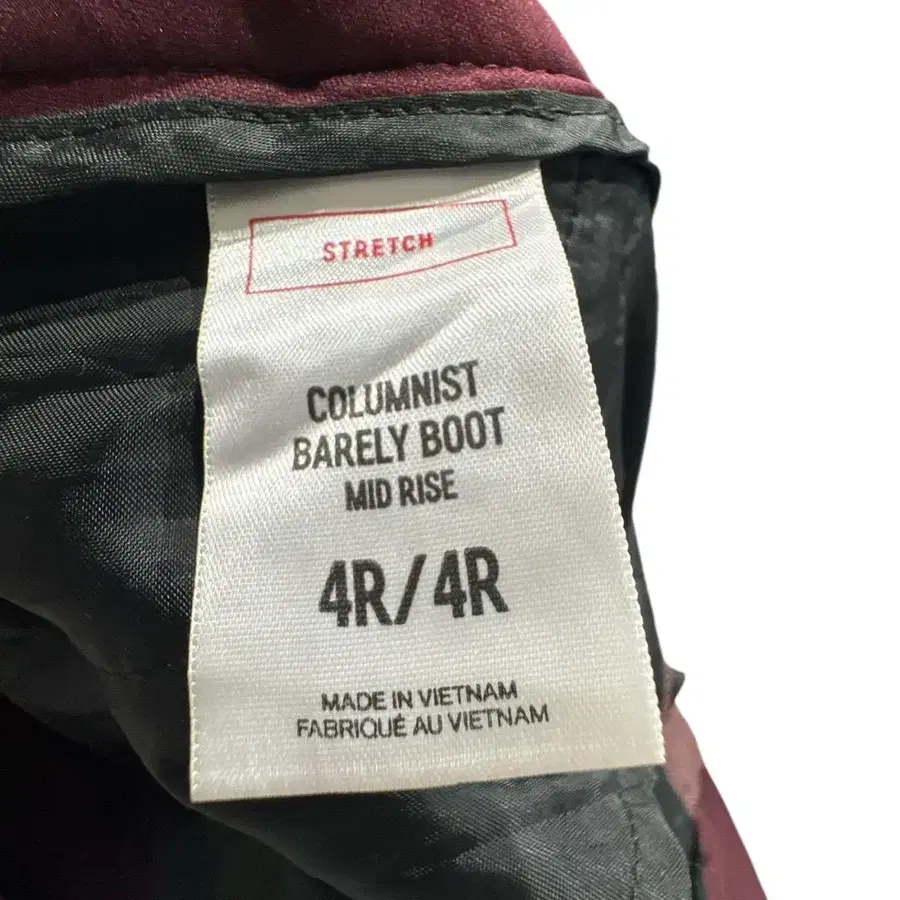 STRETCH
COLUMNIST
BARELY BOOT
MID RISE
4R/4R
MADE IN VIETNAM
FABRIQUÉ AU VIETNAM